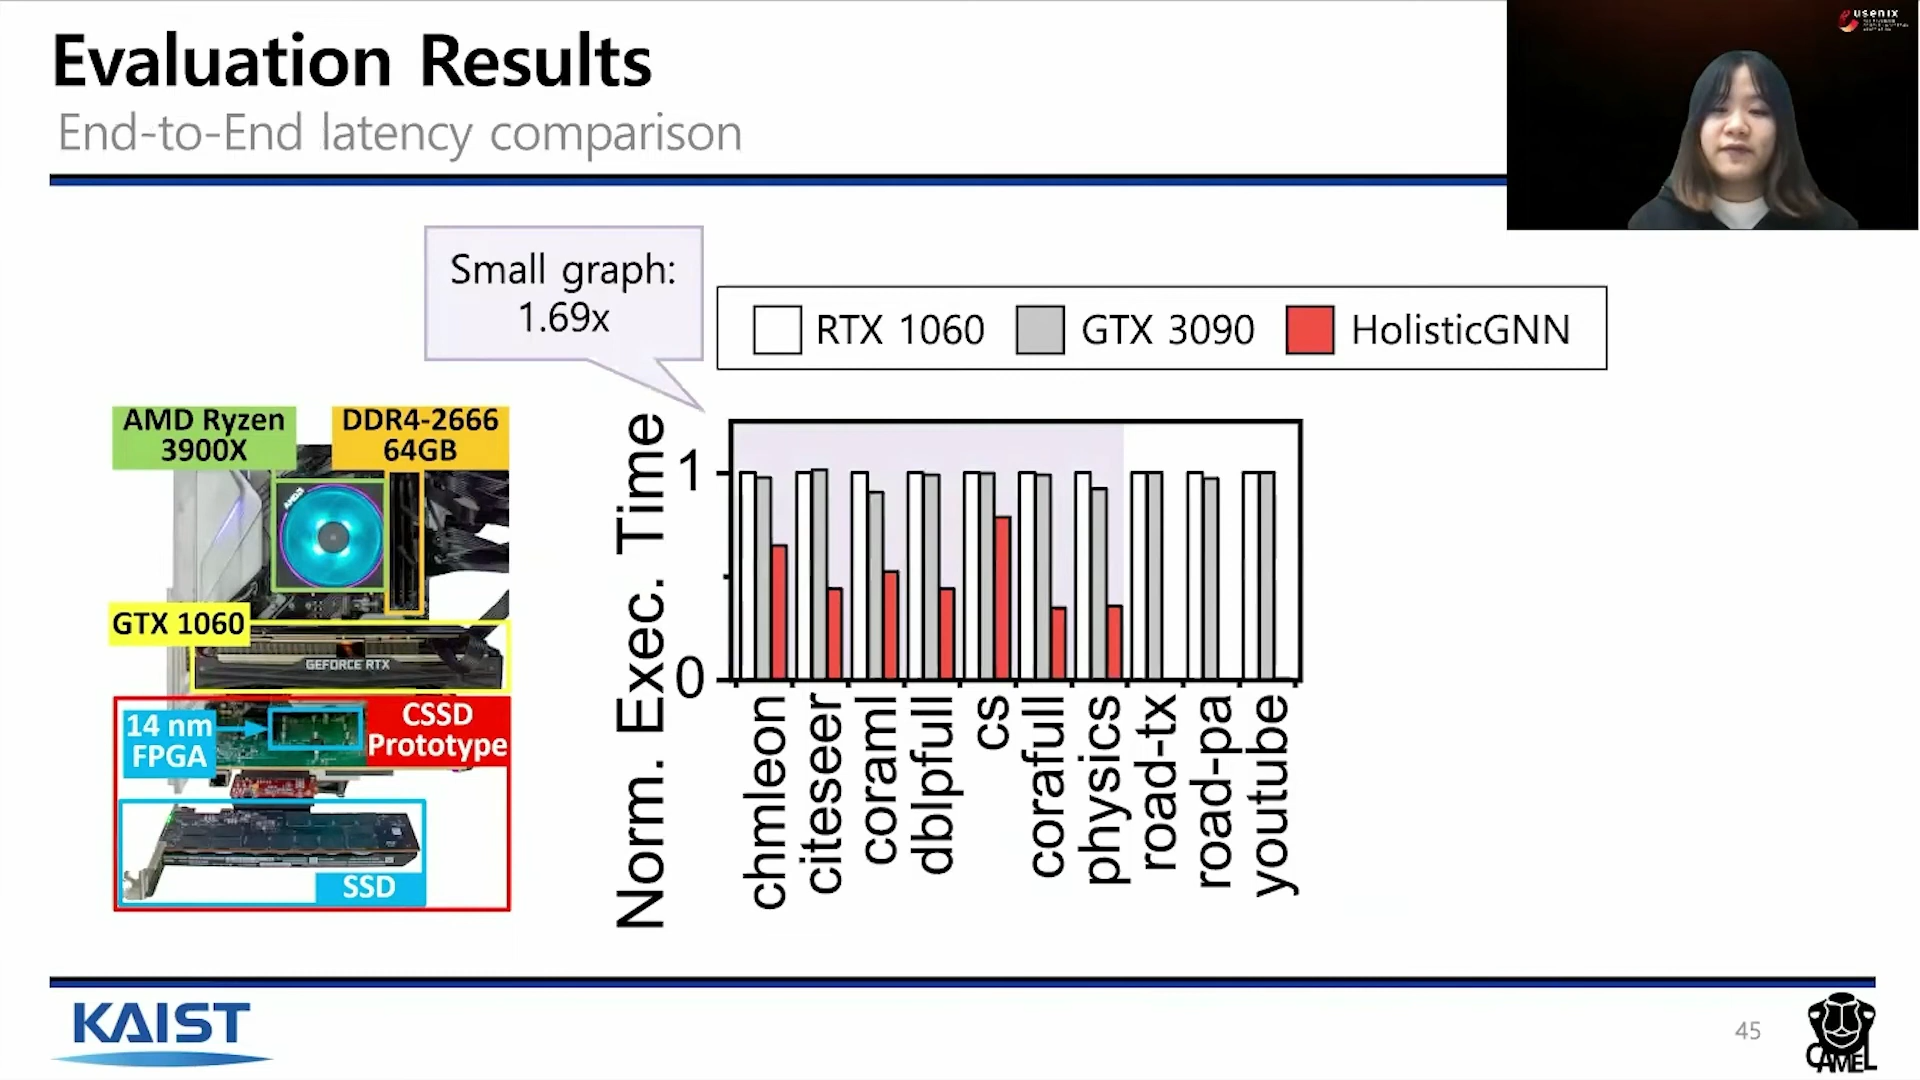 Evaluation Results
End-to-End latency comparison
usenix
Small graph:
1.69x
RTX 1060
GTX 3090
HolisticGNN
AMD Ryzen
3900X
DDR4-2666
64GB
AMD
GTX 1060
GEFORCE RTX
14 nm
FPGA
CSSD
Prototype
SSD
Norm. Exec. Time
1
0
chmleon
citeseer
coraml
dblpfull
cs
corafull
physics
road-tx
road-pa
youtube
KAIST
45
CAMEL